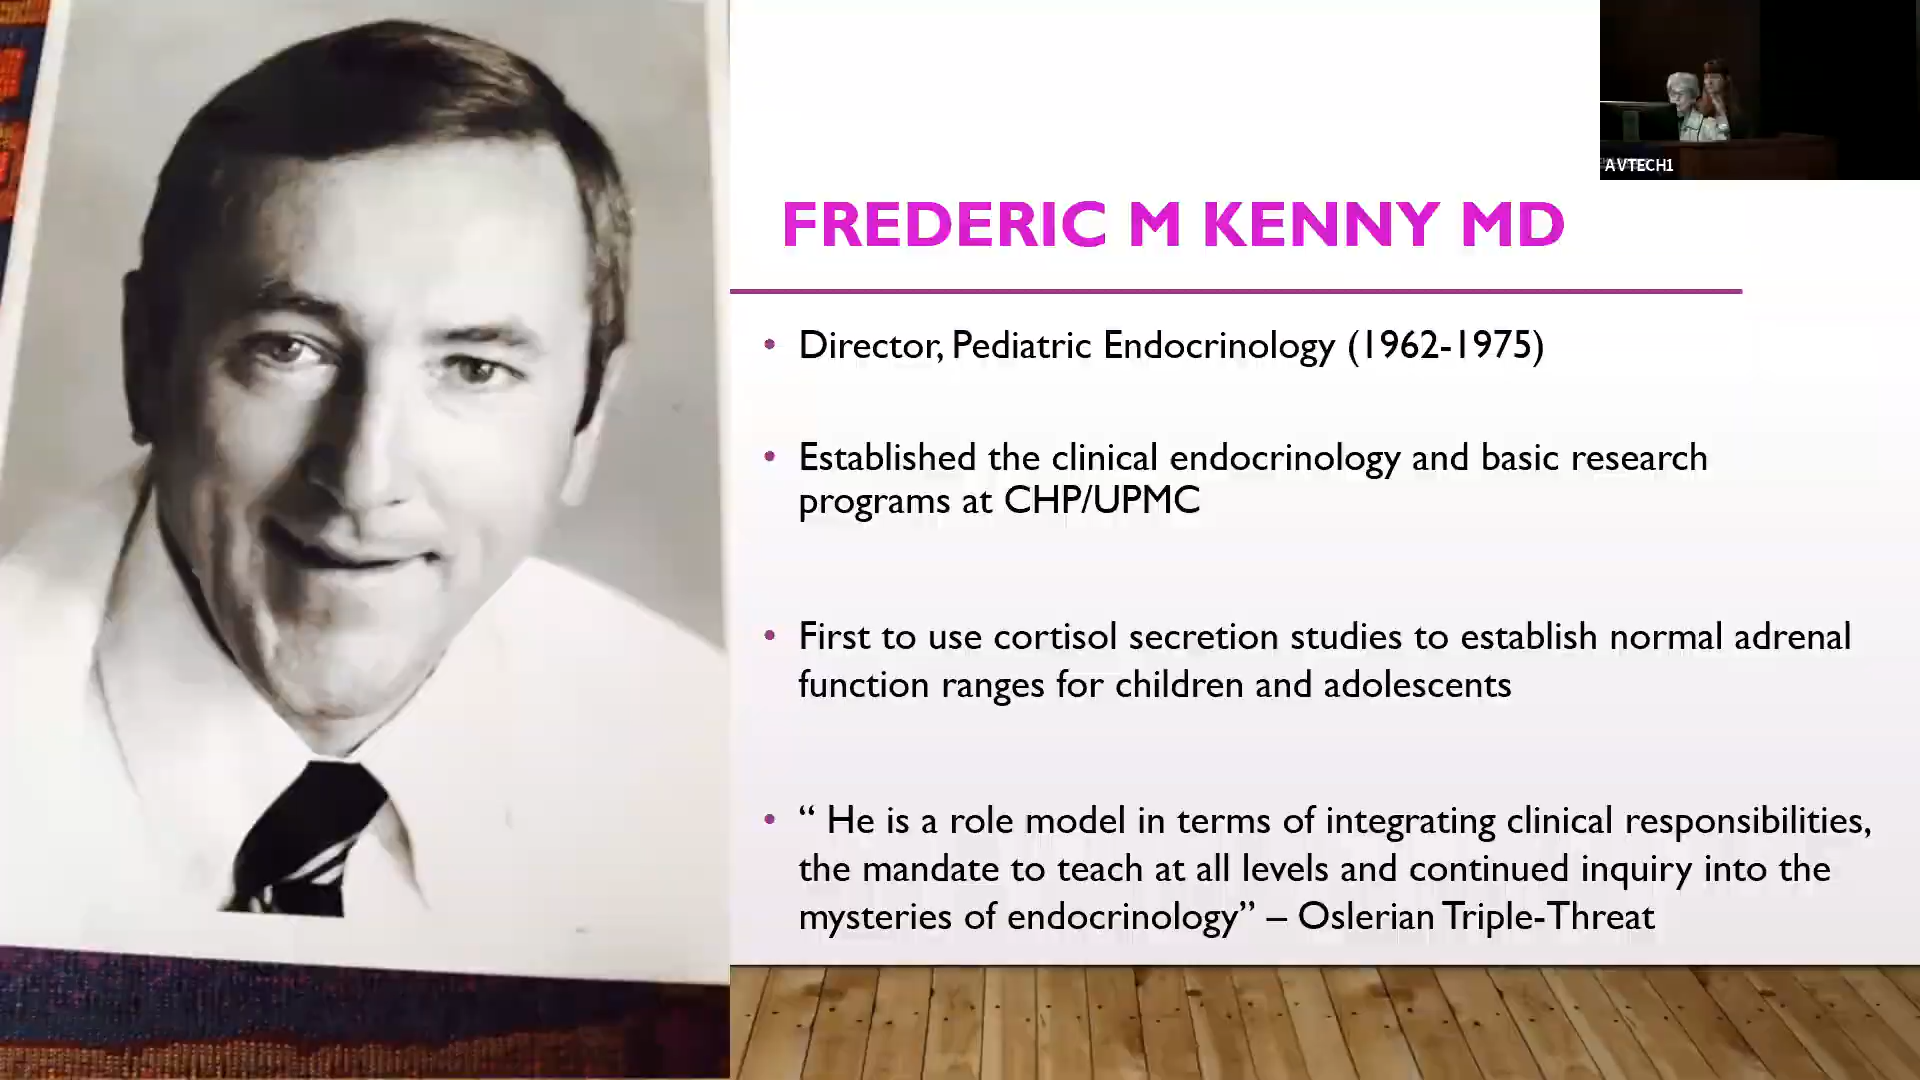 AVTECH1
FREDERIC M KENNY MD
• Director, Pediatric Endocrinology (1962-1975)
• Established the clinical endocrinology and basic research
programs at CHP/UPMC
• First to use cortisol secretion studies to establish normal adrenal
function ranges for children and adolescents
• “ He is a role model in terms of integrating clinical responsibilities,
the mandate to teach at all levels and continued inquiry into the
mysteries of endocrinology” – Oslerian Triple-Threat